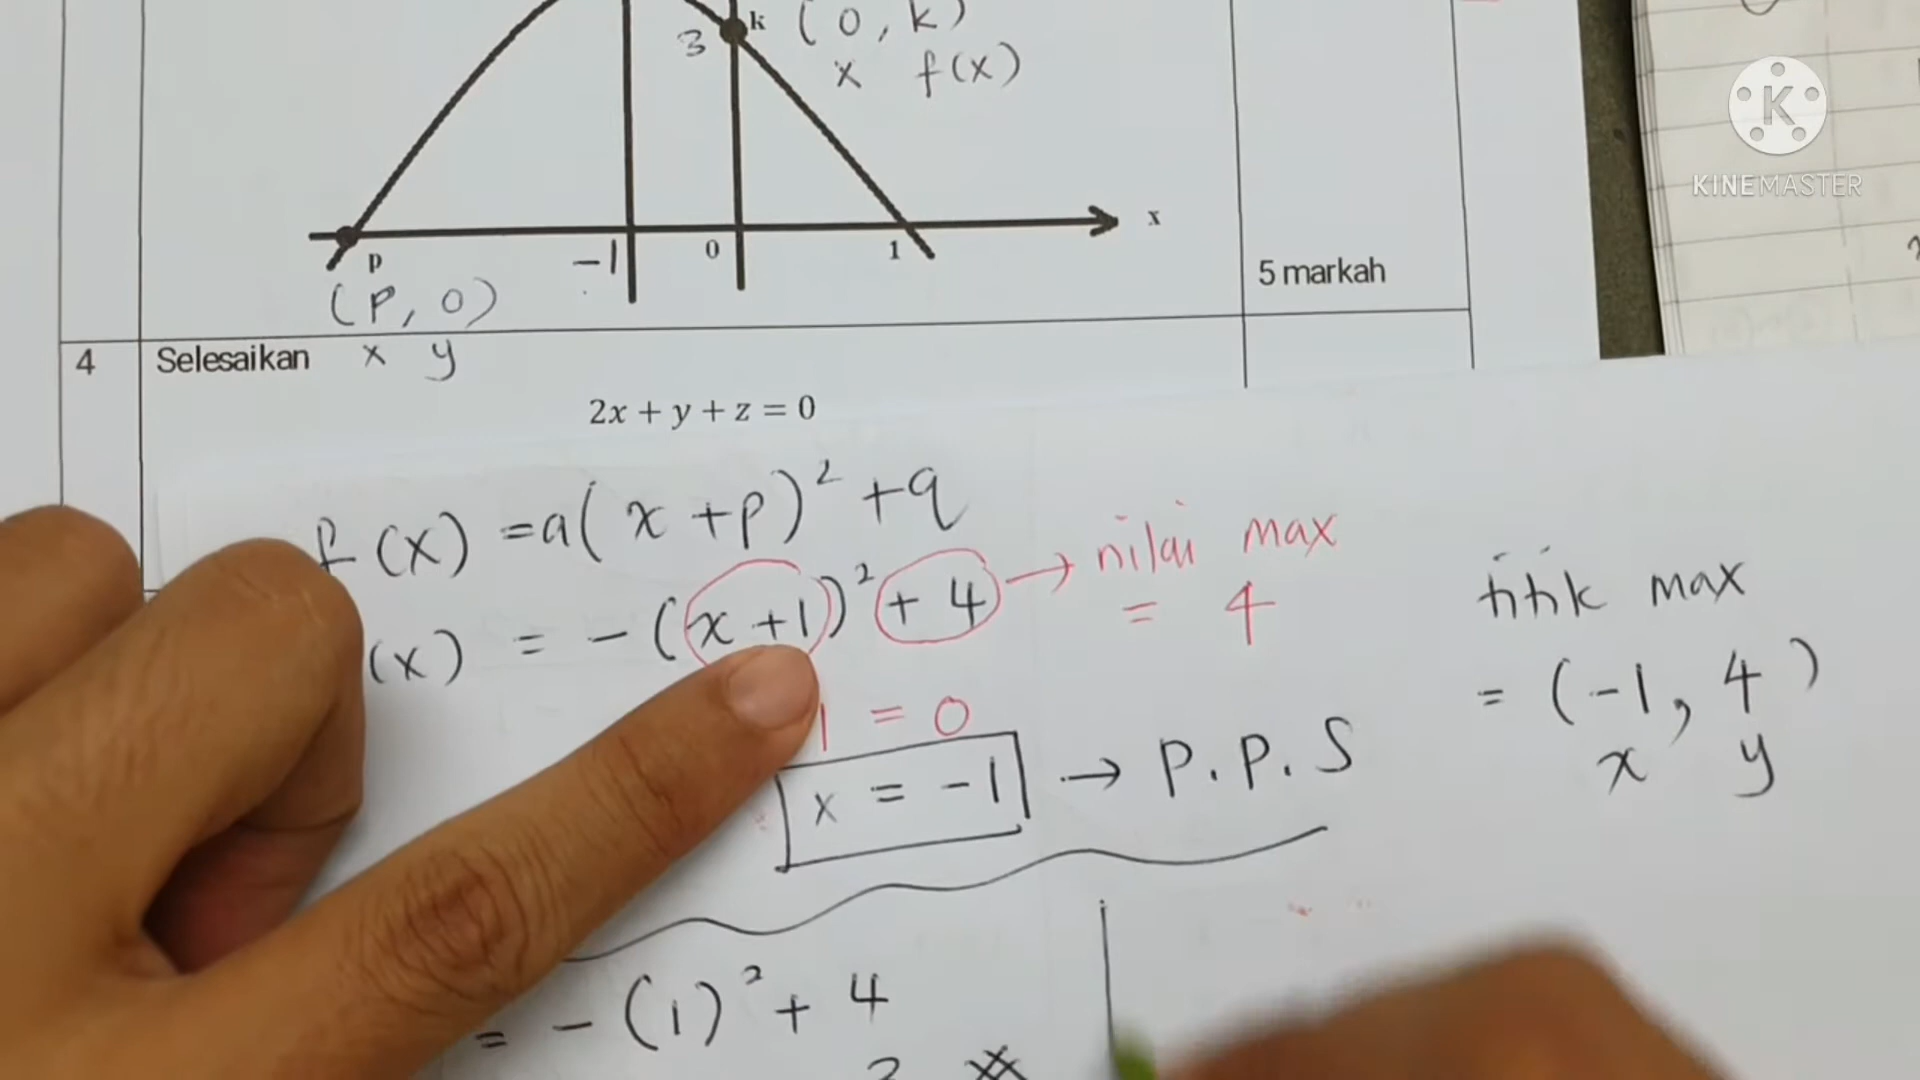 k (0, k)
3 x f(x)
KINEMASTER
x
p -1 0 1
(P, 0)
5 markah
4 Selesaikan x y
2x + y + z = 0
f(x) = a(x+p)² + q
(x) = -(x+1)² + 4 → nilai max
= 4
titik max
= (-1, 4)
x y
1 = 0
x = -1 → P.P.S
= -(1)² + 4